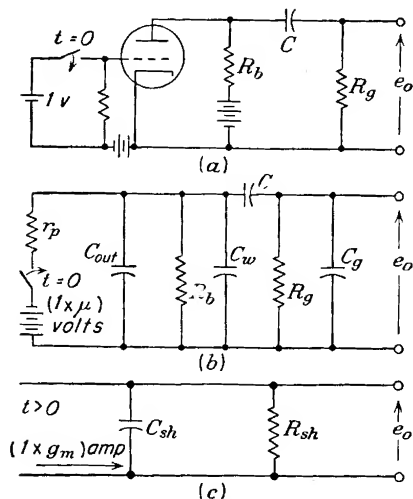 t=0
1 v
C
R_b
R_g
e_o
(a)
r_p
t=0
(1×μ)
volts
C_out
C_w
R_g
C_g
e_o
(b)
t>0
(1×g_m) amp
C_sh
R_sh
e_o
(c)